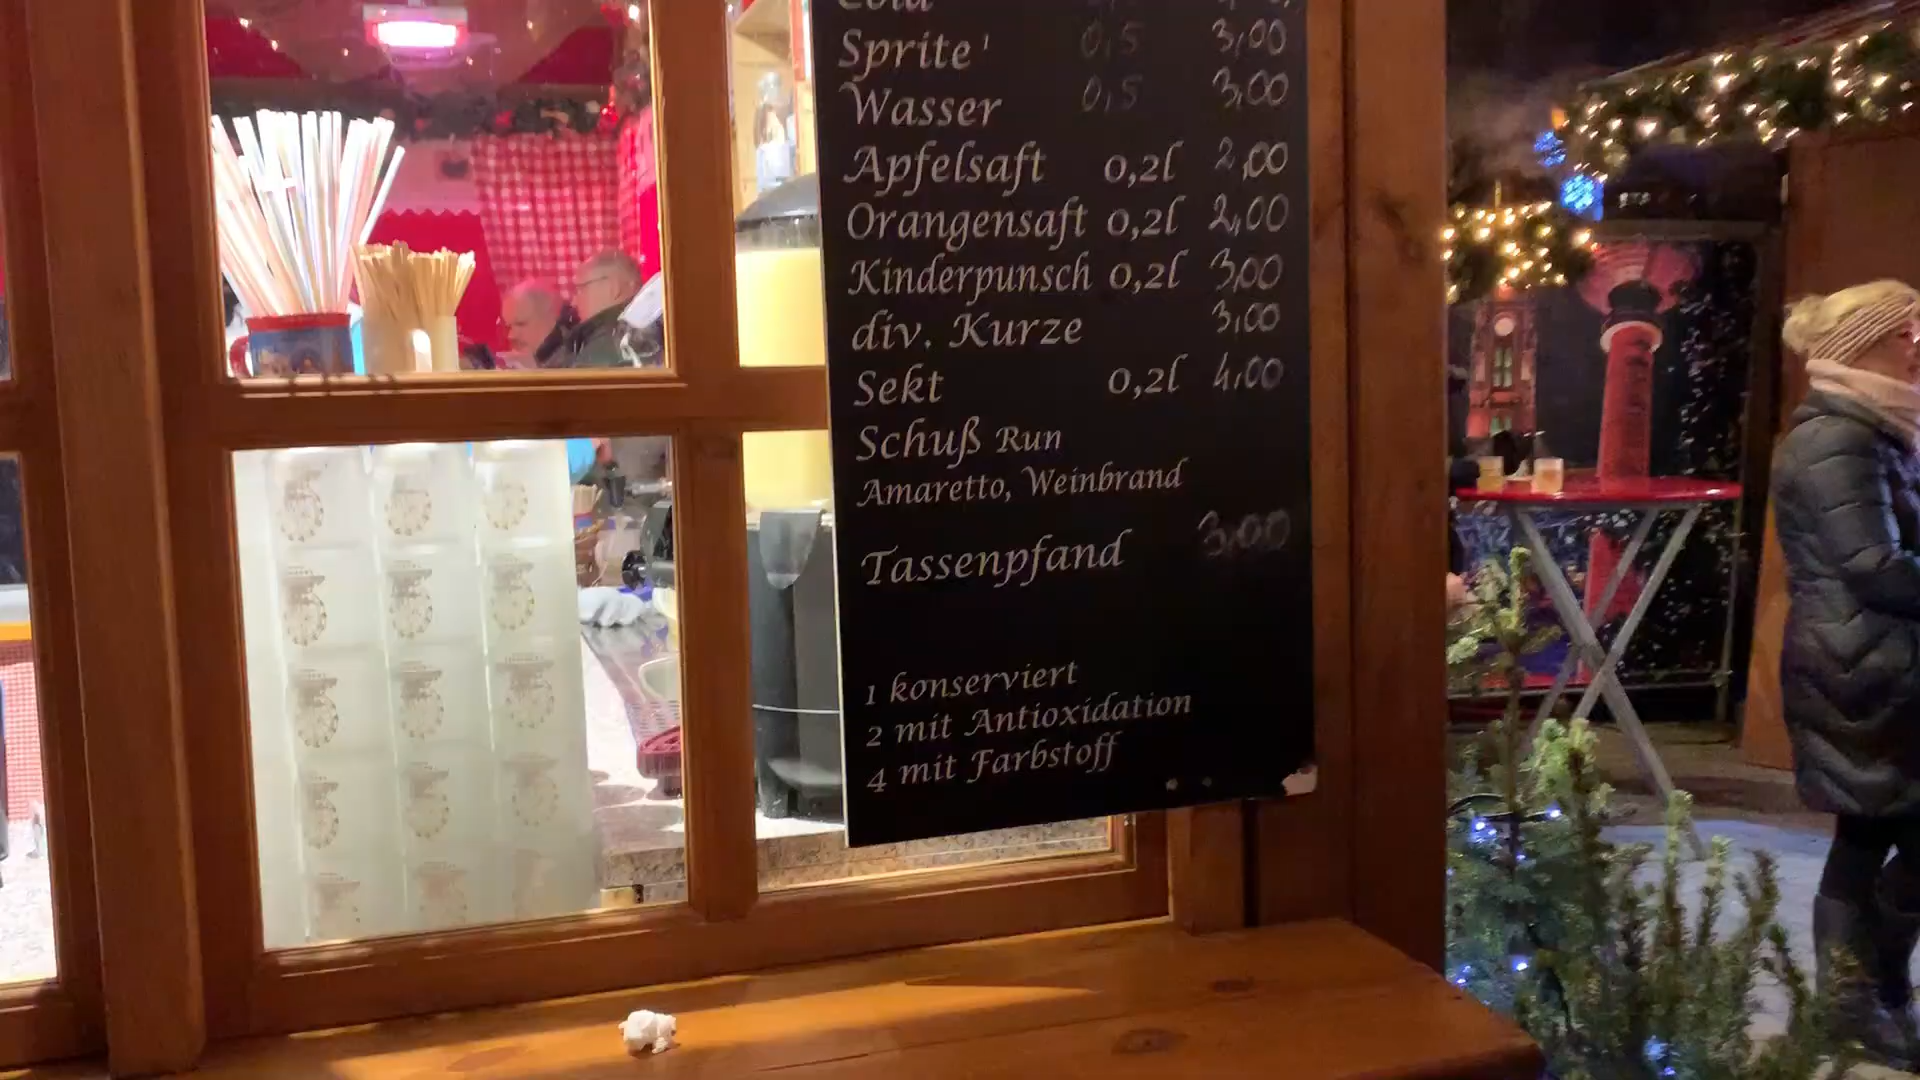 Sprite¹ 0,5 3,00
Wasser 0,5 3,00
Apfelsaft 0,2l 2,00
Orangensaft 0,2l 2,00
Kinderpunsch 0,2l 3,00
div. Kurze 3,00
Sekt 0,2l 4,00
Schuß Run
Amaretto, Weinbrand
Tassenpfand 3,00
1 konserviert
2 mit Antioxidation
4 mit Farbstoff